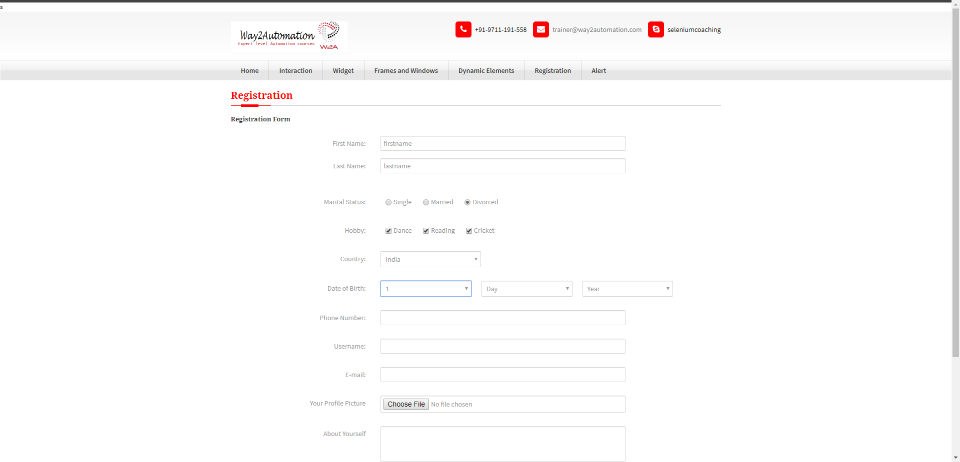 s
Way2Automation
Expert level Automation courses
W2A
+91-9711-191-558
trainer@way2automation.com
seleniumcoaching
Home Interaction Widget Frames and Windows Dynamic Elements Registration Alert
Registration
Registration Form
First Name: firstname
Last Name: lastname
Marital Status: Single Married Divorced
Hobby: Dance Reading Cricket
Country: India
Date of Birth: 1 Day Year
Phone Number:
Username:
E-mail:
Your Profile Picture Choose File No file chosen
About Yourself